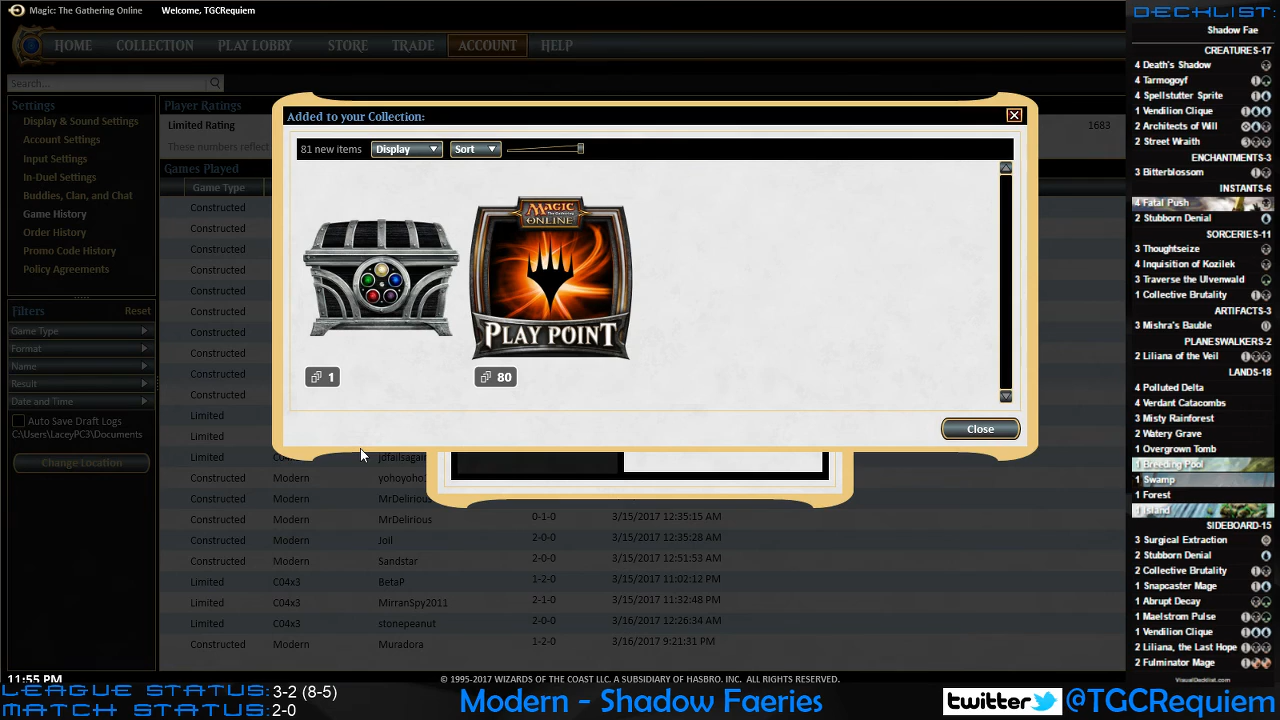 Magic: The Gathering Online
Welcome, TGCRequiem
HOME
COLLECTION
PLAY LOBBY
STORE
TRADE
ACCOUNT
HELP
Search...
Settings
Display & Sound Settings
Account Settings
Input Settings
In-Duel Settings
Buddies, Clan, and Chat
Game History
Order History
Promo Code History
Policy Agreements
Filters
Reset
Game Type
Format
Name
Result
Date and Time
Auto Save Draft Logs
C:\Users\LaceyPC3\Documents
Change Location
Player Ratings
Limited Rating
1683
These numbers reflect
Games Played
Game Type
Constructed
Constructed
Constructed
Constructed
Constructed
Constructed
Constructed
Constructed
Constructed
Constructed
Limited
Limited
Limited
Constructed Modern
Constructed Modern MrDelirious
Constructed Modern MrDelirious 0-1-0 3/15/2017 12:35:15 AM
Constructed Modern Joil 2-0-0 3/15/2017 12:35:28 AM
Constructed Modern Sandstar 2-0-0 3/15/2017 12:51:53 AM
Limited C04x3 BetaP 1-2-0 3/15/2017 11:02:12 PM
Limited C04x3 MirranSpy2011 2-1-0 3/15/2017 11:32:48 PM
Limited C04x3 stonepeanut 2-0-0 3/16/2017 12:26:34 AM
Constructed Modern Muradora 1-2-0 3/16/2017 9:21:31 PM
Added to your Collection:
81 new items
Display
Sort
MAGIC
The Gathering
ONLINE
PLAY POINT
1
80
Close
© 1995-2017 WIZARDS OF THE COAST LLC. A SUBSIDIARY OF HASBRO, INC. ALL RIGHTS RESERVED.
11:55 PM
LEAGUE STATUS: 3-2 (8-5)
MATCH STATUS: 2-0
Modern - Shadow Faeries
twitter
@TGCRequiem
DECKLIST:
Shadow Fae
CREATURES-17
4 Death's Shadow
4 Tarmogoyf
4 Spellstutter Sprite
1 Vendilion Clique
2 Architects of Will
2 Street Wraith
ENCHANTMENTS-3
3 Bitterblossom
INSTANTS-6
4 Fatal Push
2 Stubborn Denial
SORCERIES-11
3 Thoughtseize
4 Inquisition of Kozilek
3 Traverse the Ulvenwald
1 Collective Brutality
ARTIFACTS-3
3 Mishra's Bauble
PLANESWALKERS-2
2 Liliana of the Veil
LANDS-18
4 Polluted Delta
4 Verdant Catacombs
3 Misty Rainforest
2 Watery Grave
1 Overgrown Tomb
1 Breeding Pool
1 Swamp
1 Forest
1 Island
SIDEBOARD-15
3 Surgical Extraction
2 Stubborn Denial
2 Collective Brutality
1 Snapcaster Mage
1 Abrupt Decay
1 Maelstrom Pulse
1 Vendilion Clique
2 Liliana, the Last Hope
2 Fulminator Mage
VisualDecklist.com